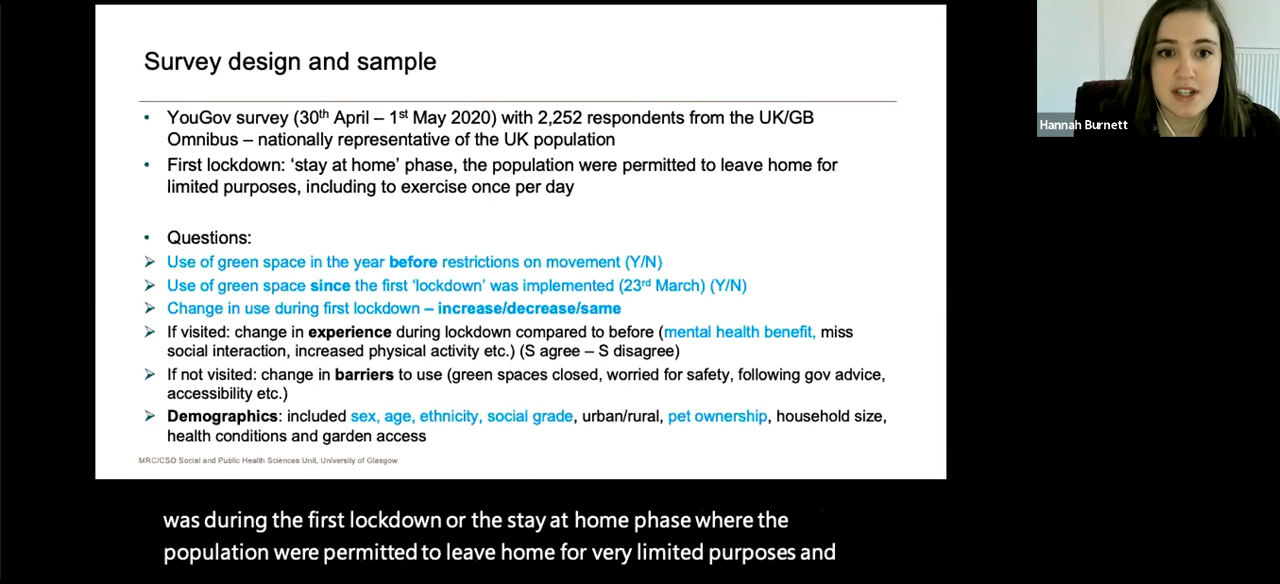 Survey design and sample
• YouGov survey (30th April – 1st May 2020) with 2,252 respondents from the UK/GB
Omnibus – nationally representative of the UK population
• First lockdown: ‘stay at home’ phase, the population were permitted to leave home for
limited purposes, including to exercise once per day
• Questions:
➢ Use of green space in the year before restrictions on movement (Y/N)
➢ Use of green space since the first ‘lockdown’ was implemented (23rd March) (Y/N)
➢ Change in use during first lockdown – increase/decrease/same
➢ If visited: change in experience during lockdown compared to before (mental health benefit, miss
social interaction, increased physical activity etc.) (S agree – S disagree)
➢ If not visited: change in barriers to use (green spaces closed, worried for safety, following gov advice,
accessibility etc.)
➢ Demographics: included sex, age, ethnicity, social grade, urban/rural, pet ownership, household size,
health conditions and garden access
MRC/CSO Social and Public Health Sciences Unit, University of Glasgow
Hannah Burnett
was during the first lockdown or the stay at home phase where the
population were permitted to leave home for very limited purposes and